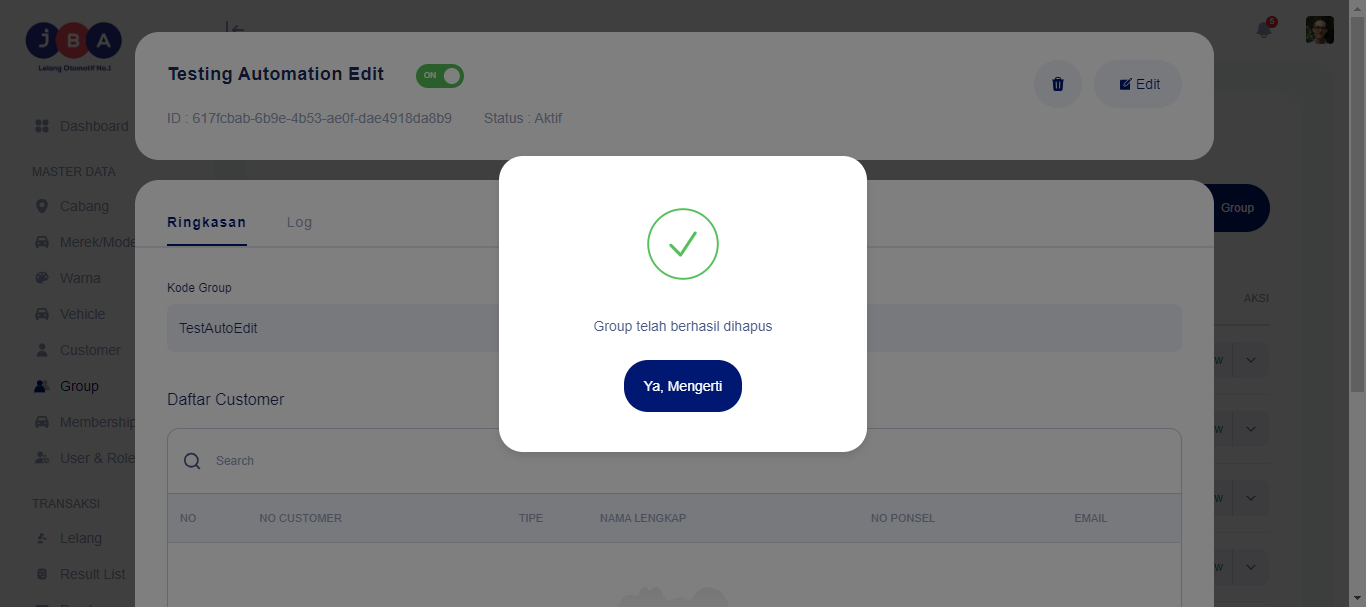 JBA
Lelang Otomotif No.1
6
Testing Automation Edit
ON
Edit
ID : 617fcbab-6b9e-4b53-ae0f-dae4918da8b9
Status : Aktif
Dashboard
MASTER DATA
Cabang
Merek/Mode
Warna
Vehicle
Customer
Group
Membership
User & Role
TRANSAKSI
Lelang
Result List
Ringkasan
Log
Group
Kode Group
TestAutoEdit
AKSI
Group telah berhasil dihapus
Ya, Mengerti
Daftar Customer
Search
NO
NO CUSTOMER
TIPE
NAMA LENGKAP
NO PONSEL
EMAIL
w
w
w
w